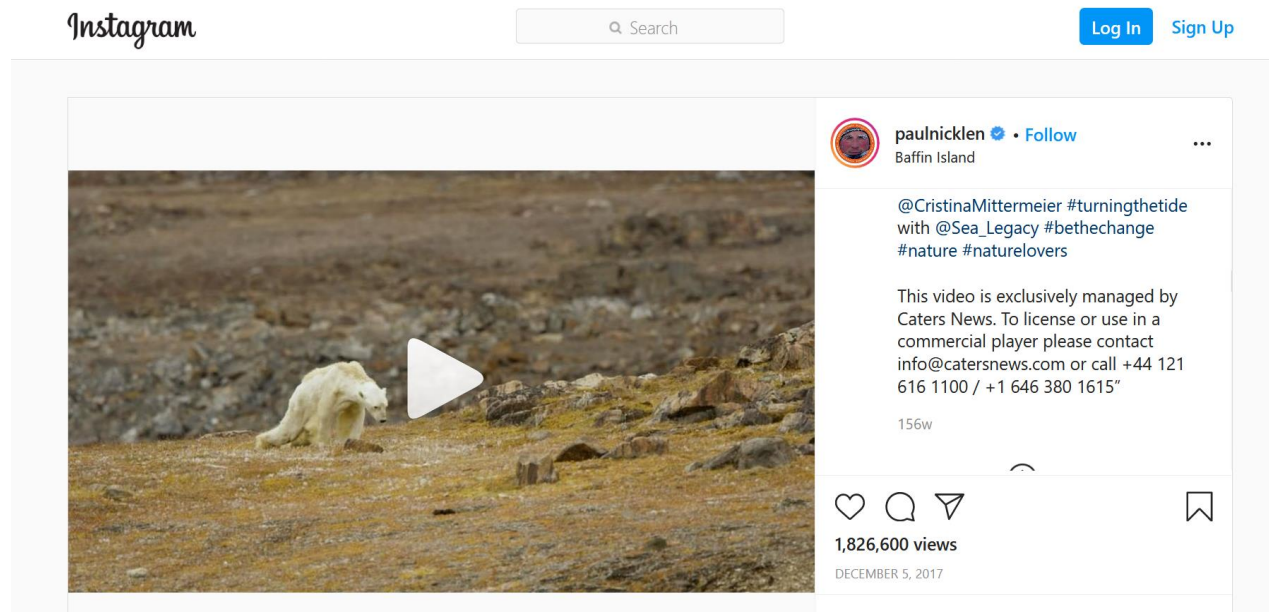 Instagram
Search
Log In
Sign Up
paulnicklen • Follow
Baffin Island
@CristinaMittermeier #turningthetide
with @Sea_Legacy #bethechange
#nature #naturelovers
This video is exclusively managed by
Caters News. To license or use in a
commercial player please contact
info@catersnews.com or call +44 121
616 1100 / +1 646 380 1615”
156w
1,826,600 views
DECEMBER 5, 2017